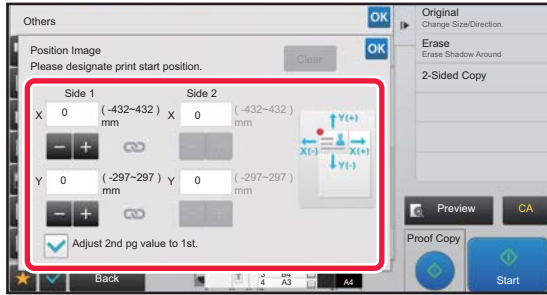 Others
OK
Position Image
Please designate print start position.
Clear
OK
Side 1
Side 2
X
0
( -432~432 )
mm
X
0
( -432~432 )
mm
Y(+)
X(-)
X(+)
Y(-)
Y
0
( -297~297 )
mm
Y
0
( -297~297 )
mm
Adjust 2nd pg value to 1st.
Back
1
3 B4
4 A3
A4
Original
Change Size/Direction.
Erase
Erase Shadow Around
2-Sided Copy
Preview
CA
Proof Copy
Start